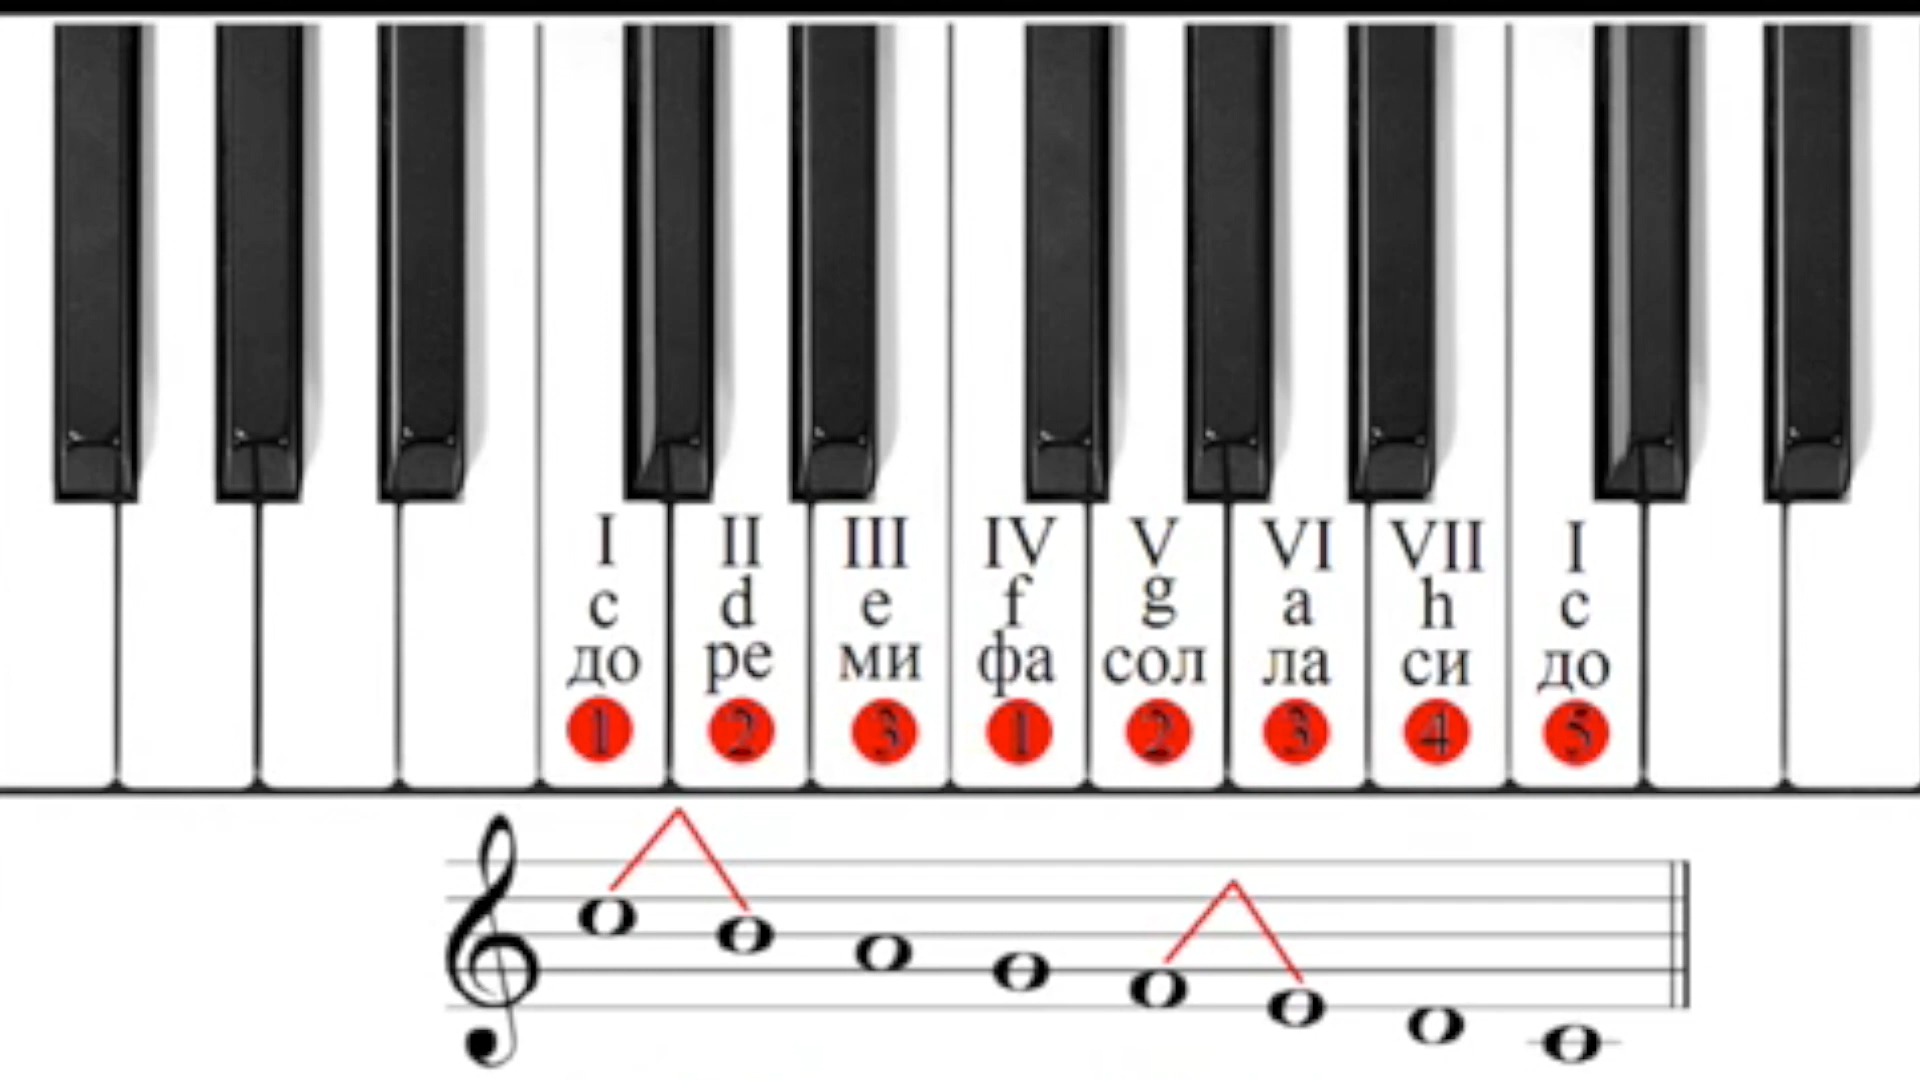 I II III IV V VI VII I
c d e f g a h c
до ре ми фа сол ла си до
1 2 3 1 2 3 4 5